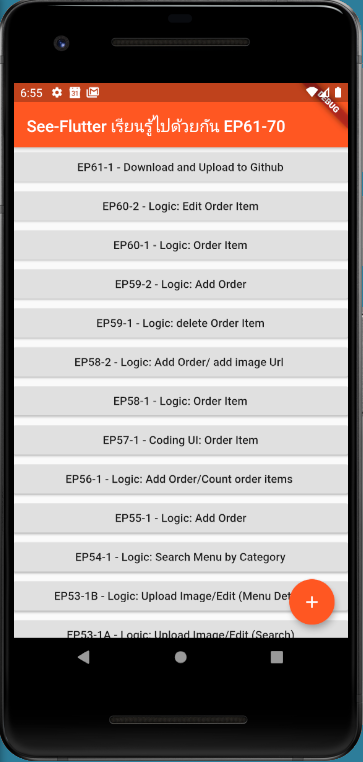 6:55
31
DEBUG
See-Flutter เรียนรู้ไปด้วยกัน EP61-70
EP61-1 - Download and Upload to Github
EP60-2 - Logic: Edit Order Item
EP60-1 - Logic: Order Item
EP59-2 - Logic: Add Order
EP59-1 - Logic: delete Order Item
EP58-2 - Logic: Add Order/ add image Url
EP58-1 - Logic: Order Item
EP57-1 - Coding UI: Order Item
EP56-1 - Logic: Add Order/Count order items
EP55-1 - Logic: Add Order
EP54-1 - Logic: Search Menu by Category
EP53-1B - Logic: Upload Image/Edit (Menu Det
EP53-1A - Logic: Upload Image/Edit (Search)